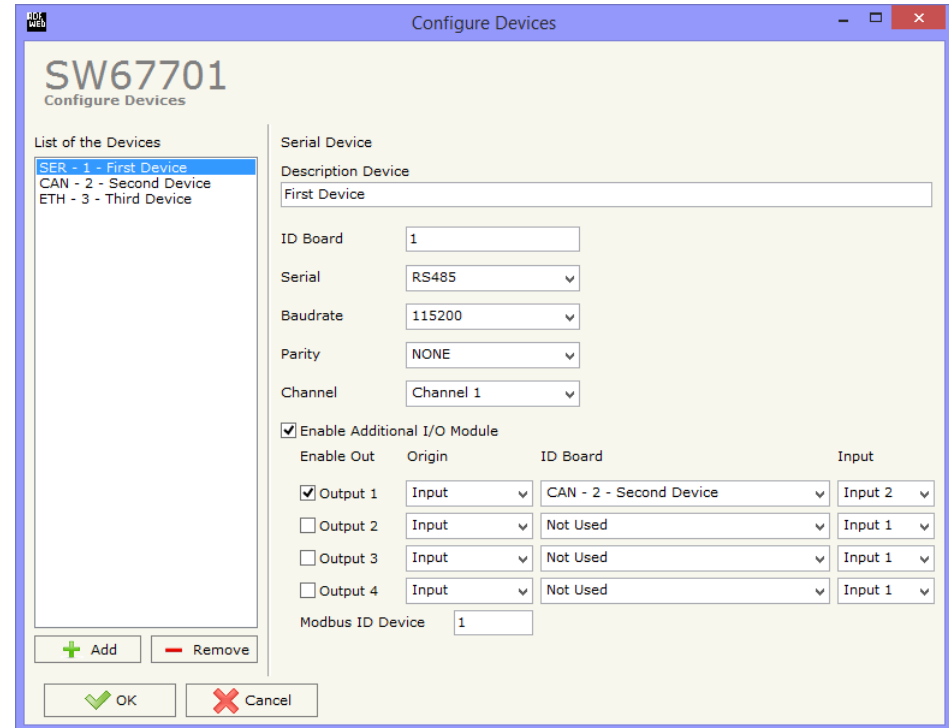 ADF
WEB
Configure Devices
SW67701
Configure Devices
List of the Devices
SER - 1 - First Device
CAN - 2 - Second Device
ETH - 3 - Third Device
Add
Remove
Serial Device
Description Device
First Device
ID Board 1
Serial RS485
Baudrate 115200
Parity NONE
Channel Channel 1
Enable Additional I/O Module
Enable Out Origin ID Board Input
Output 1 Input CAN - 2 - Second Device Input 2
Output 2 Input Not Used Input 1
Output 3 Input Not Used Input 1
Output 4 Input Not Used Input 1
Modbus ID Device 1
OK
Cancel